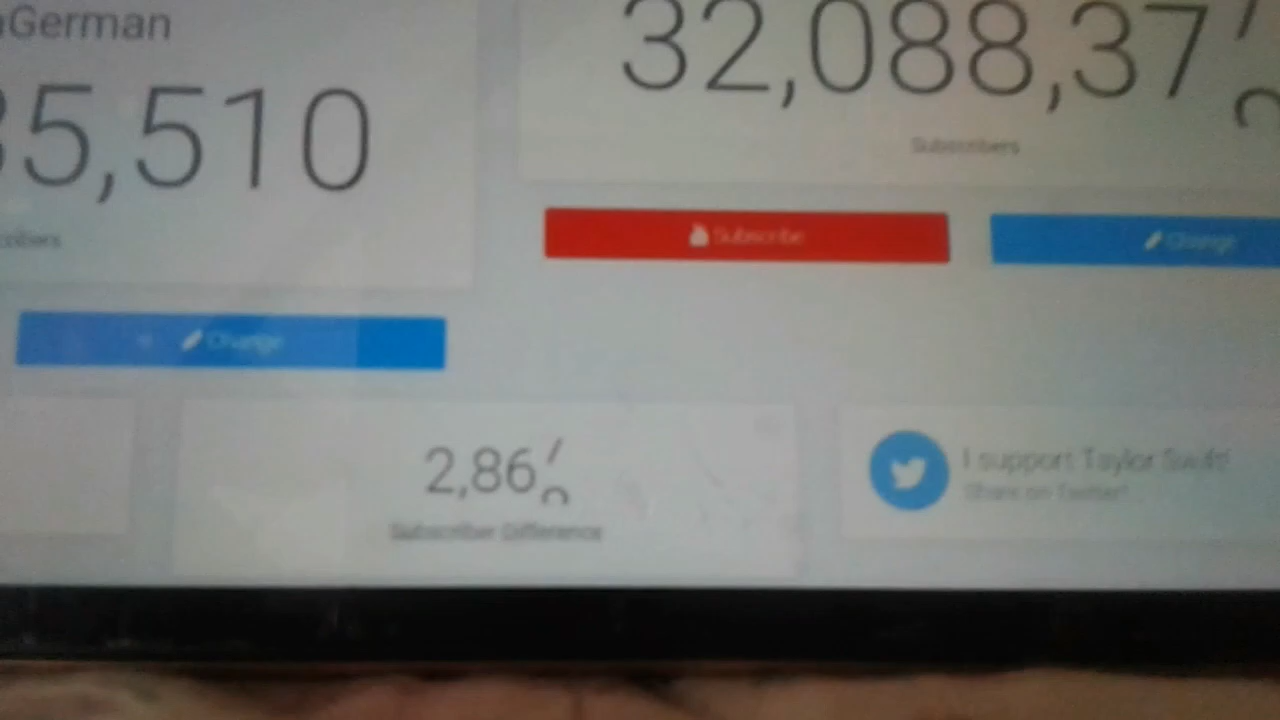 German
5,510
32,088,37
Subscribers
Subscribe
Change
Change
2,86
Subscriber Difference
I support Taylor Swift!
Share on Twitter!